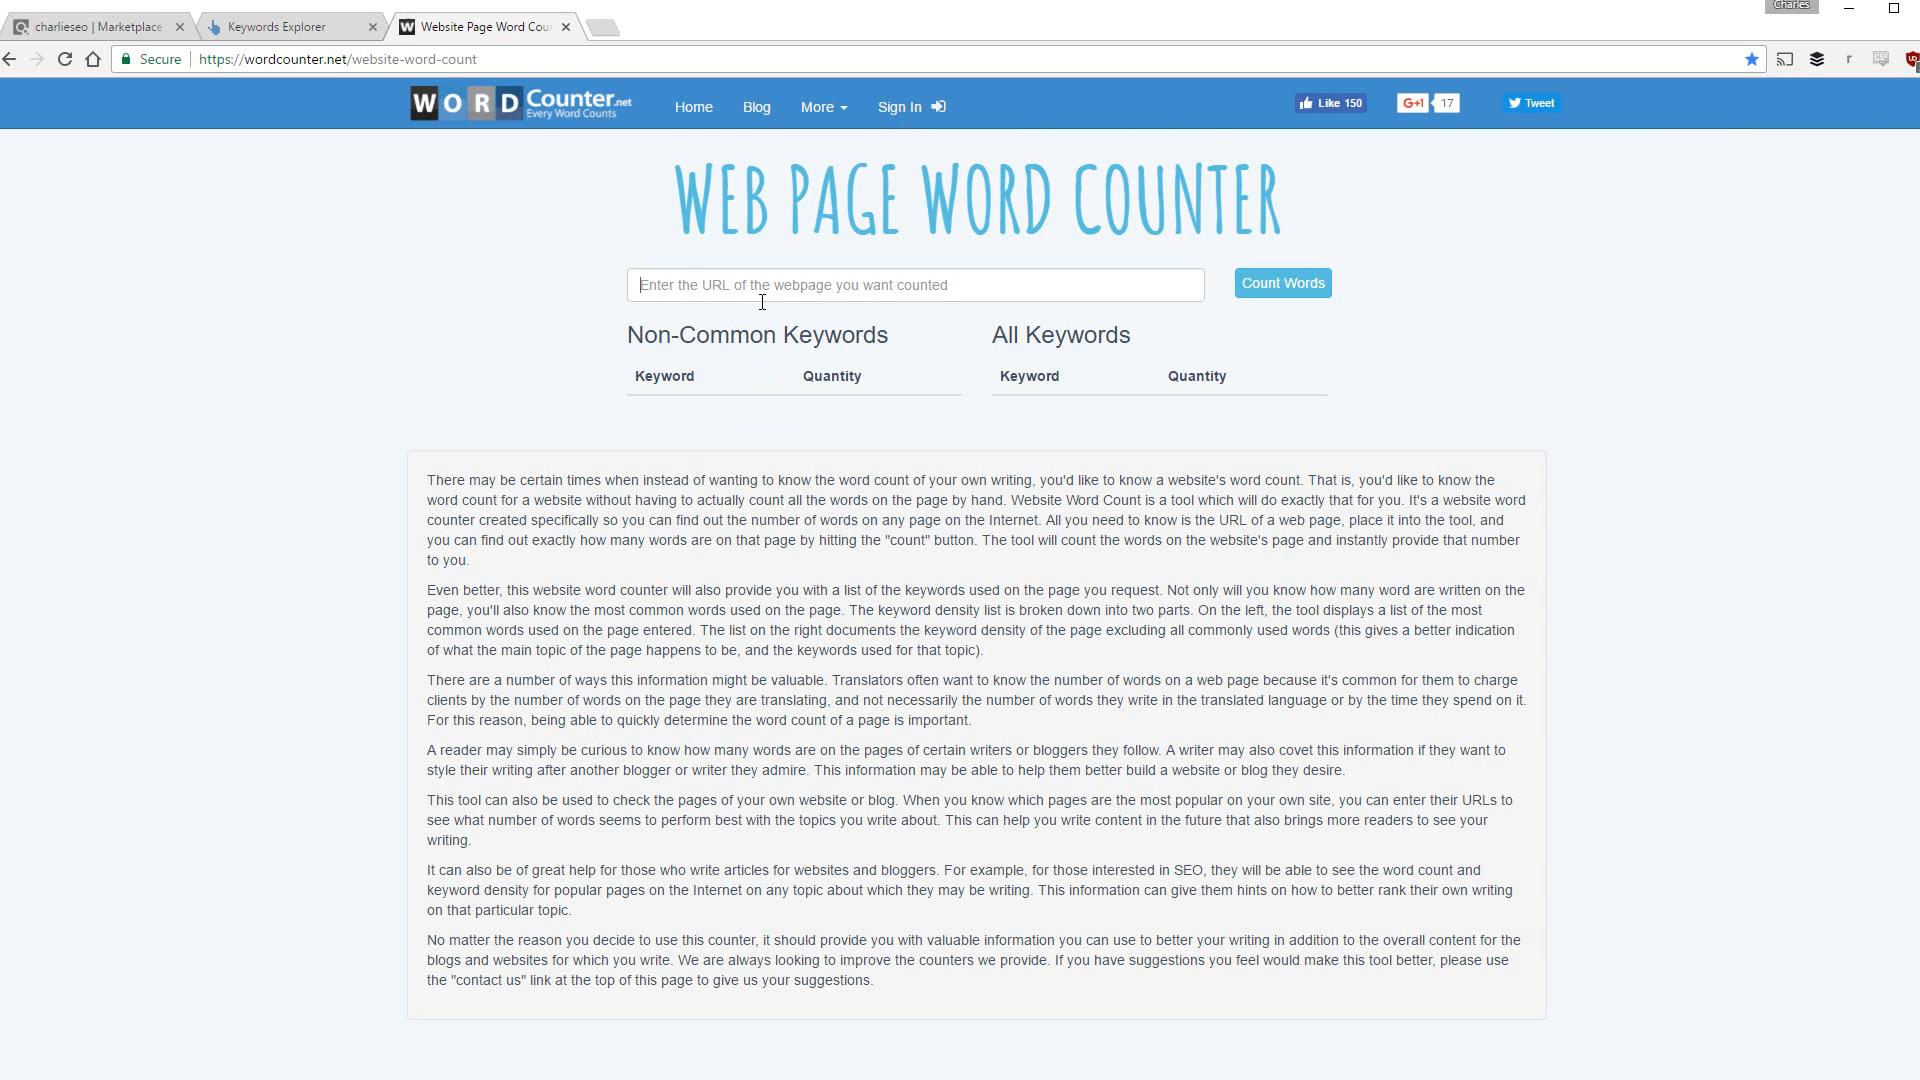 Charles
charlieseo | Marketplace
Keywords Explorer
Website Page Word Cou
Secure
https://wordcounter.net/website-word-count
WORD Counter.net
Every Word Counts
Home
Blog
More
Sign In
Like 150
G+1
17
Tweet
WEB PAGE WORD COUNTER
Enter the URL of the webpage you want counted
Count Words
Non-Common Keywords
All Keywords
Keyword
Quantity
Keyword
Quantity
There may be certain times when instead of wanting to know the word count of your own writing, you'd like to know a website's word count. That is, you'd like to know the
word count for a website without having to actually count all the words on the page by hand. Website Word Count is a tool which will do exactly that for you. It's a website word
counter created specifically so you can find out the number of words on any page on the Internet. All you need to know is the URL of a web page, place it into the tool, and
you can find out exactly how many words are on that page by hitting the "count" button. The tool will count the words on the website's page and instantly provide that number
to you.
Even better, this website word counter will also provide you with a list of the keywords used on the page you request. Not only will you know how many word are written on the
page, you'll also know the most common words used on the page. The keyword density list is broken down into two parts. On the left, the tool displays a list of the most
common words used on the page entered. The list on the right documents the keyword density of the page excluding all commonly used words (this gives a better indication
of what the main topic of the page happens to be, and the keywords used for that topic).
There are a number of ways this information might be valuable. Translators often want to know the number of words on a web page because it's common for them to charge
clients by the number of words on the page they are translating, and not necessarily the number of words they write in the translated language or by the time they spend on it.
For this reason, being able to quickly determine the word count of a page is important.
A reader may simply be curious to know how many words are on the pages of certain writers or bloggers they follow. A writer may also covet this information if they want to
style their writing after another blogger or writer they admire. This information may be able to help them better build a website or blog they desire.
This tool can also be used to check the pages of your own website or blog. When you know which pages are the most popular on your own site, you can enter their URLs to
see what number of words seems to perform best with the topics you write about. This can help you write content in the future that also brings more readers to see your
writing.
It can also be of great help for those who write articles for websites and bloggers. For example, for those interested in SEO, they will be able to see the word count and
keyword density for popular pages on the Internet on any topic about which they may be writing. This information can give them hints on how to better rank their own writing
on that particular topic.
No matter the reason you decide to use this counter, it should provide you with valuable information you can use to better your writing in addition to the overall content for the
blogs and websites for which you write. We are always looking to improve the counters we provide. If you have suggestions you feel would make this tool better, please use
the "contact us" link at the top of this page to give us your suggestions.